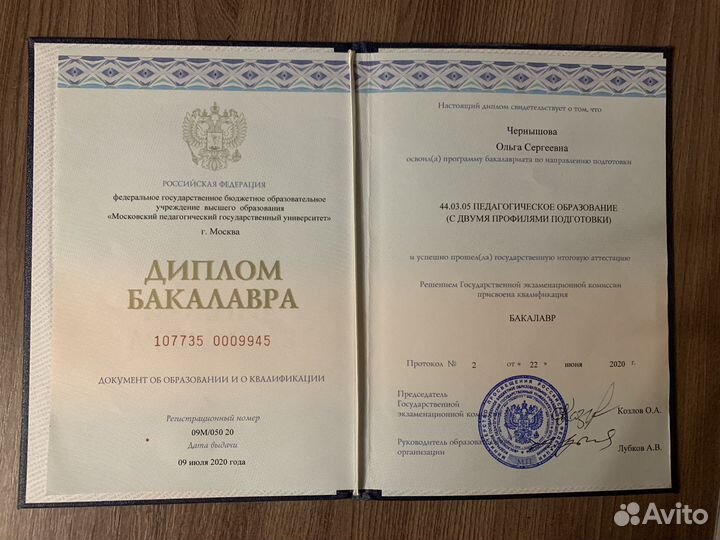 РОССИЙСКАЯ ФЕДЕРАЦИЯ
федеральное государственное бюджетное образовательное
учреждение высшего образования
«Московский педагогический государственный университет»
г. Москва
ДИПЛОМ
БАКАЛАВРА
107735 0009945
ДОКУМЕНТ ОБ ОБРАЗОВАНИИ И О КВАЛИФИКАЦИИ
Регистрационный номер
09М/050 20
Дата выдачи
09 июля 2020 года
Настоящий диплом свидетельствует о том, что
Чернышова
Ольга Сергеевна
освоил(а) программу бакалавриата по направлению подготовки
44.03.05 ПЕДАГОГИЧЕСКОЕ ОБРАЗОВАНИЕ
(С ДВУМЯ ПРОФИЛЯМИ ПОДГОТОВКИ)
и успешно прошел(ла) государственную итоговую аттестацию
Решением Государственной экзаменационной комиссии
присвоена квалификация
БАКАЛАВР
Протокол № 2 от « 22 » июня 2020 г.
Председатель
Государственной
экзаменационной Козлов О.А.
Руководитель
организации Лубков А.В.
М.П.
Avito